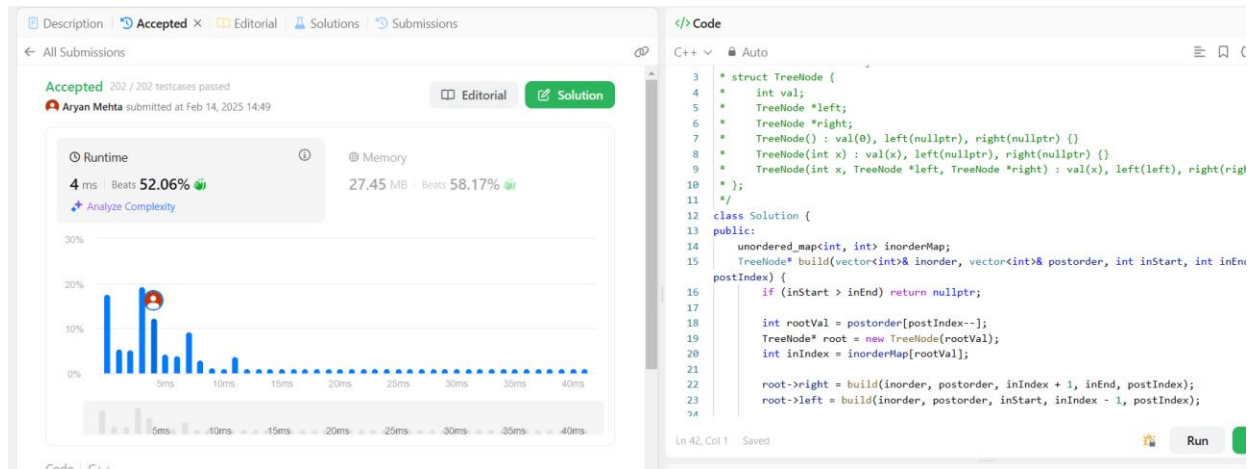 Description Accepted × Editorial Solutions Submissions
← All Submissions
Accepted 202 / 202 testcases passed
Aryan Mehta submitted at Feb 14, 2025 14:49
Editorial
Solution
Runtime
4 ms Beats 52.06%
Analyze Complexity
Memory
27.45 MB Beats 58.17%
30%
20%
10%
0%
5ms 10ms 15ms 20ms 25ms 30ms 35ms 40ms
5ms 10ms 15ms 20ms 25ms 30ms 35ms 40ms
Code C++
</> Code
C++ Auto
3 * struct TreeNode {
4 * int val;
5 * TreeNode *left;
6 * TreeNode *right;
7 * TreeNode() : val(0), left(nullptr), right(nullptr) {}
8 * TreeNode(int x) : val(x), left(nullptr), right(nullptr) {}
9 * TreeNode(int x, TreeNode *left, TreeNode *right) : val(x), left(left), right(righ
10 * };
11 */
12 class Solution {
13 public:
14 unordered_map<int, int> inorderMap;
15 TreeNode* build(vector<int>& inorder, vector<int>& postorder, int inStart, int inEnd
postIndex) {
16 if (inStart > inEnd) return nullptr;
17
18 int rootVal = postorder[postIndex--];
19 TreeNode* root = new TreeNode(rootVal);
20 int inIndex = inorderMap[rootVal];
21
22 root->right = build(inorder, postorder, inIndex + 1, inEnd, postIndex);
23 root->left = build(inorder, postorder, inStart, inIndex - 1, postIndex);
24
Ln 42, Col 1 Saved
Run